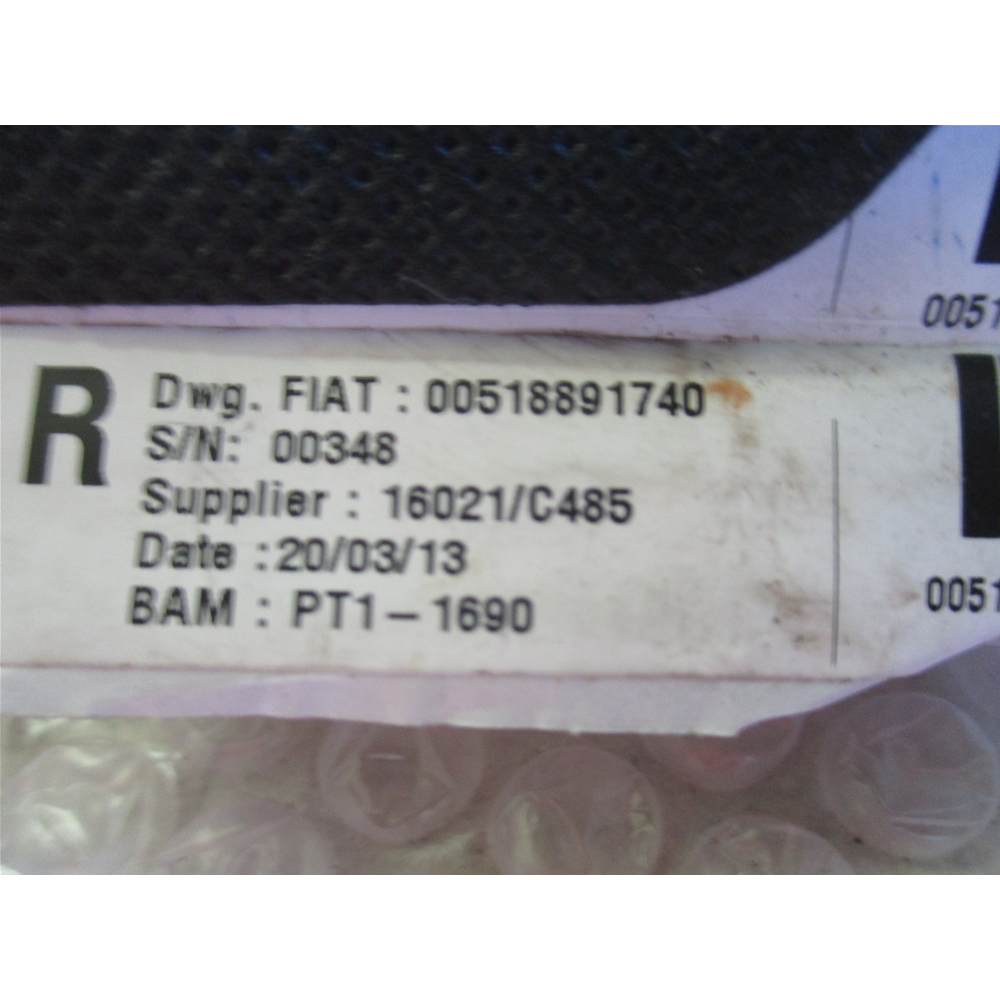 0051
R
Dwg. FIAT : 00518891740
S/N: 00348
Supplier : 16021/C485
Date :20/03/13
BAM : PT1-1690
0051